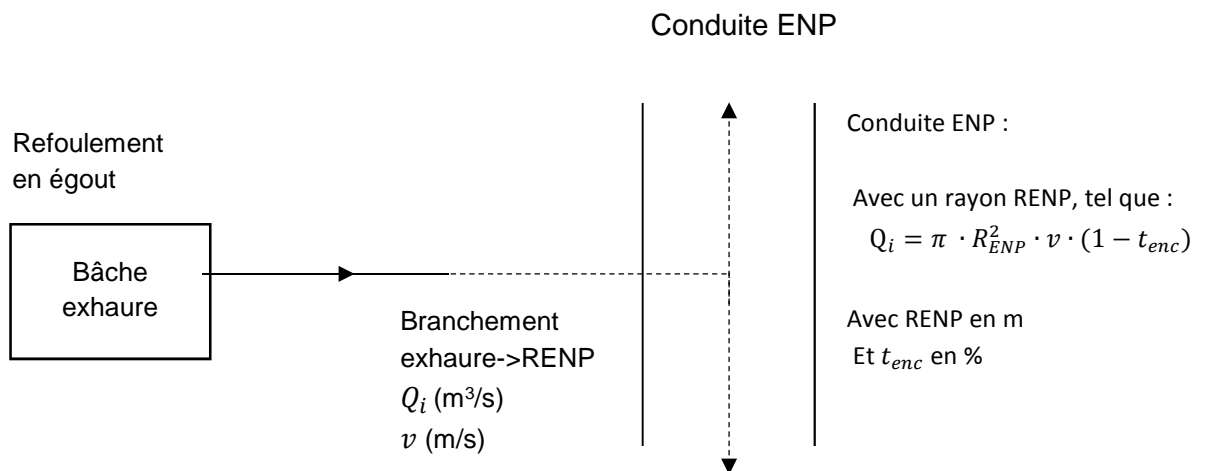 Conduite ENP
Refoulement
en égout
Bâche
exhaure
Branchement
exhaure->RENP
𝑄𝑖 (m³/s)
𝑣 (m/s)
Conduite ENP :
Avec un rayon RENP, tel que :
Q𝑖 = 𝜋 · 𝑅²𝐸𝑁𝑃 · 𝑣 · (1 − 𝑡𝑒𝑛𝑐)
Avec RENP en m
Et 𝑡𝑒𝑛𝑐 en %